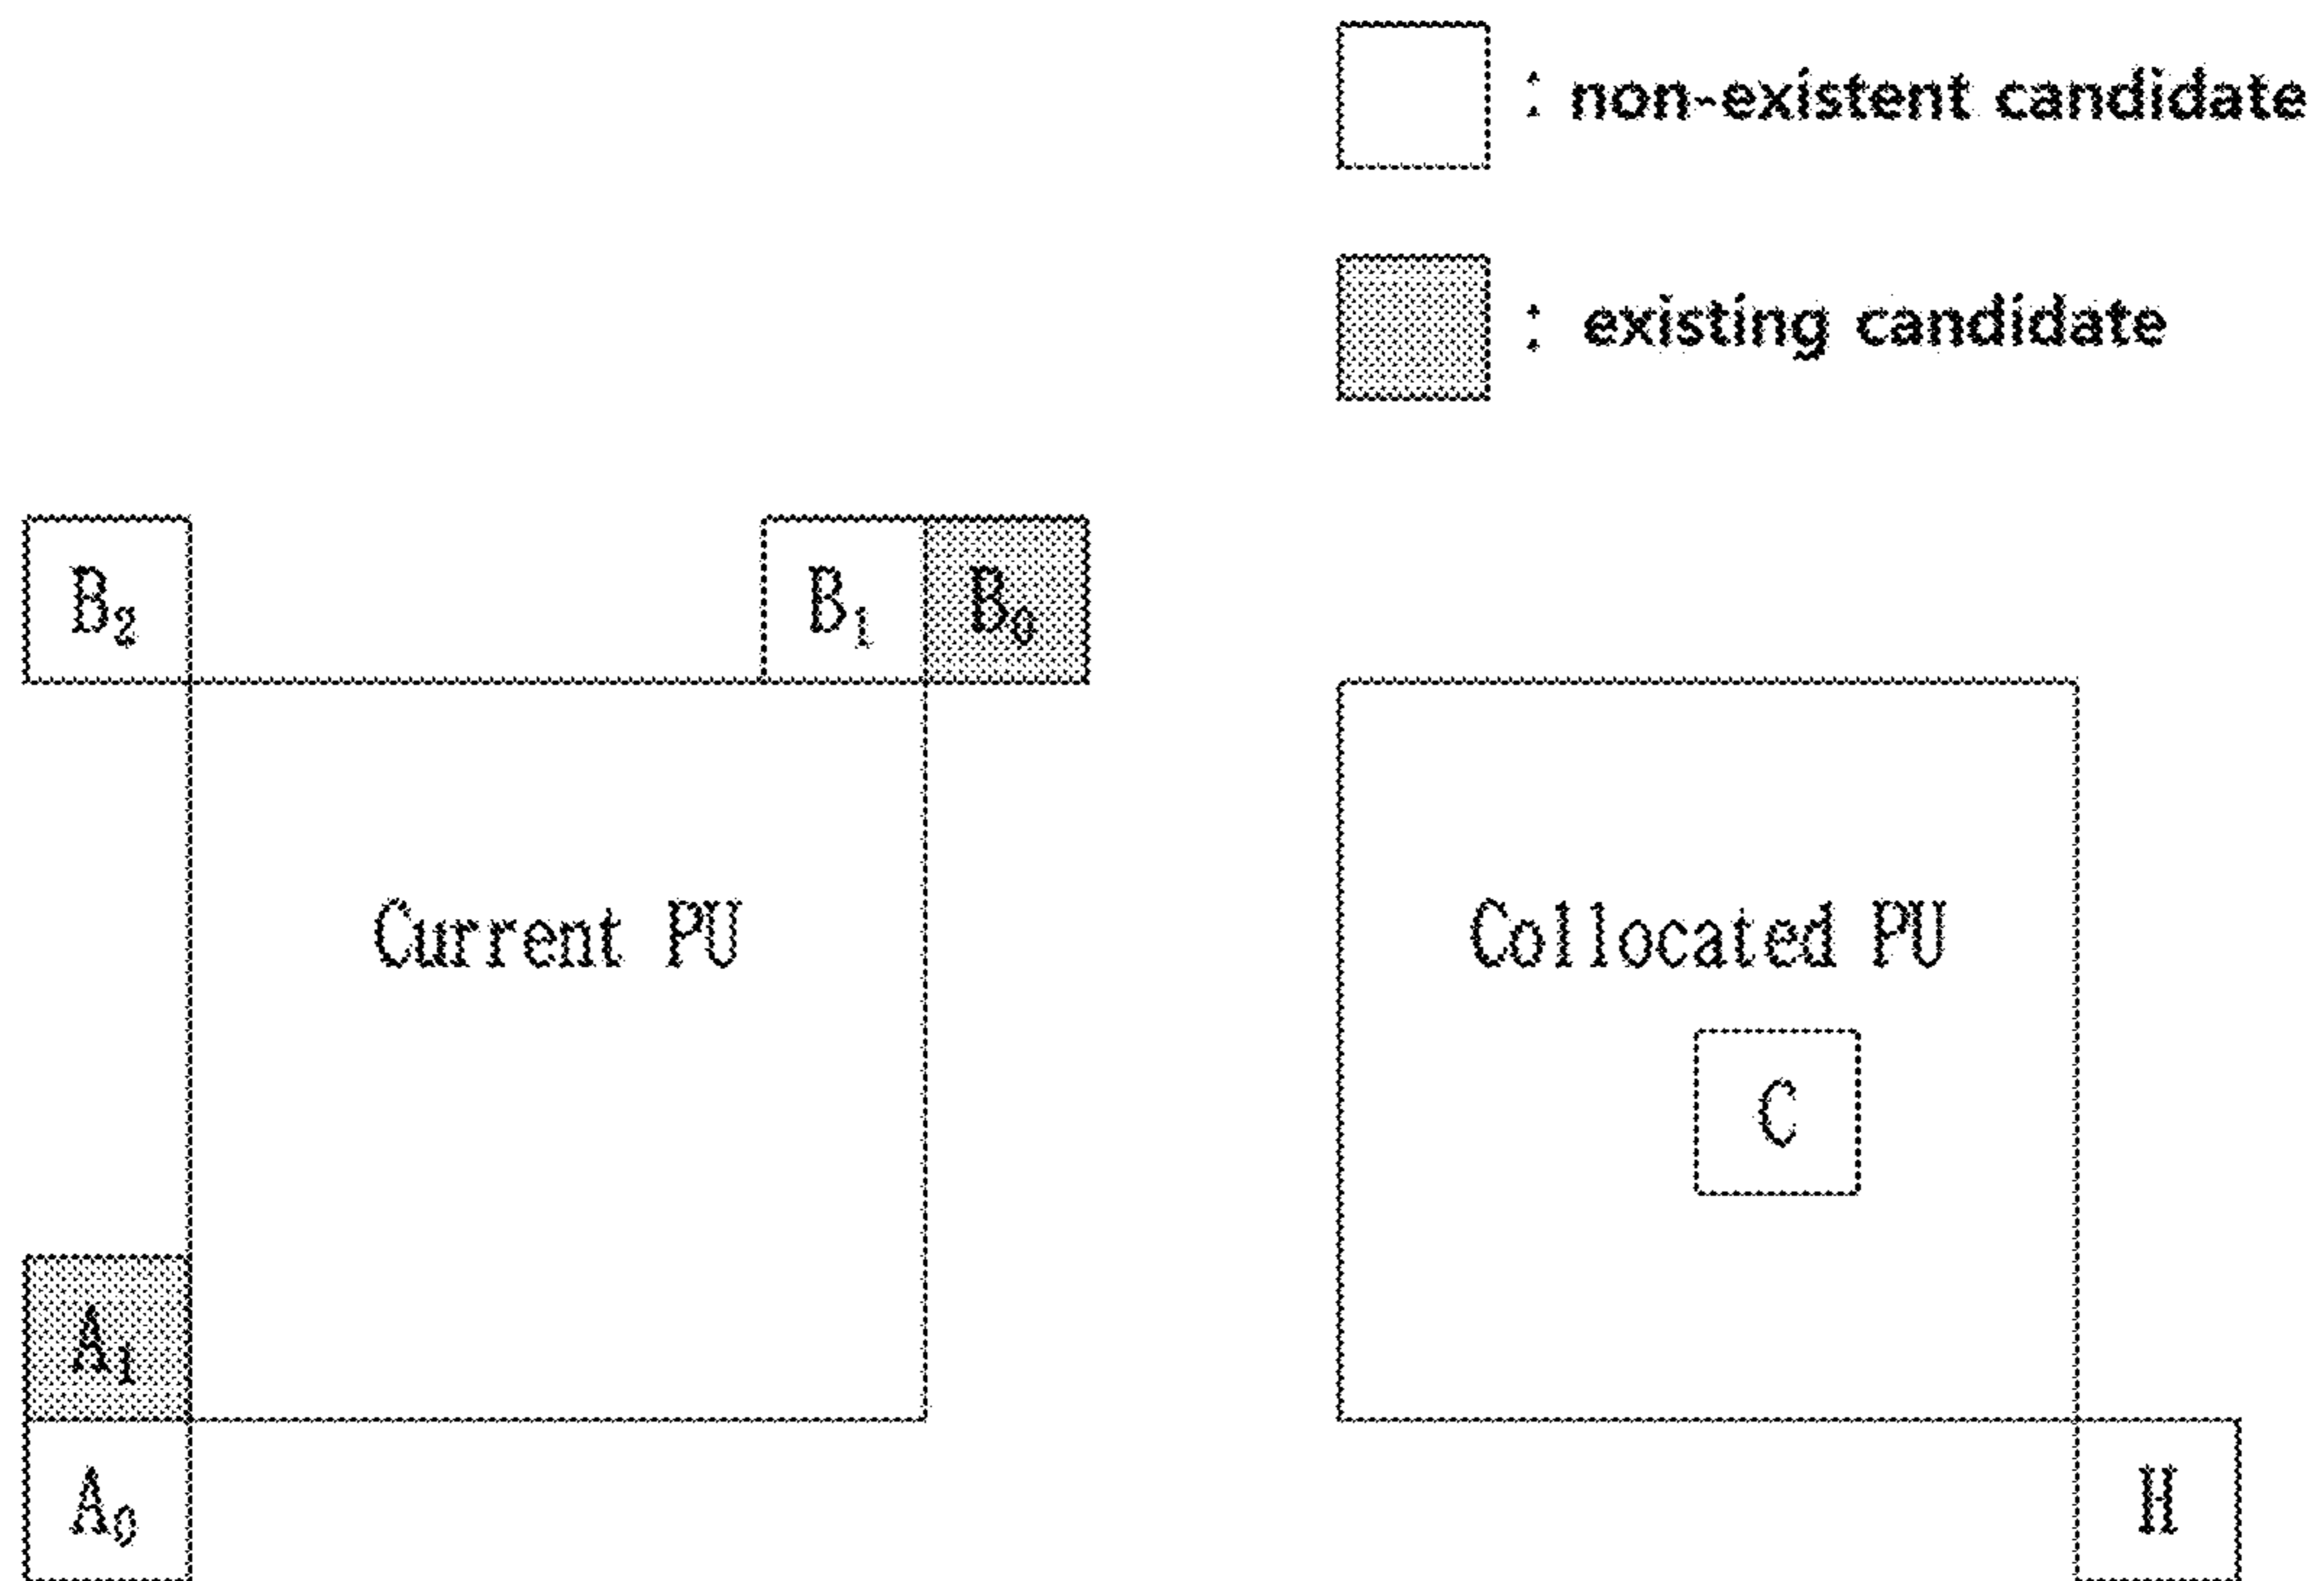 : non-existent candidate
: existing candidate
B₂
B₁
B₀
Current PU
Collocated PU
C
A₁
A₀
H